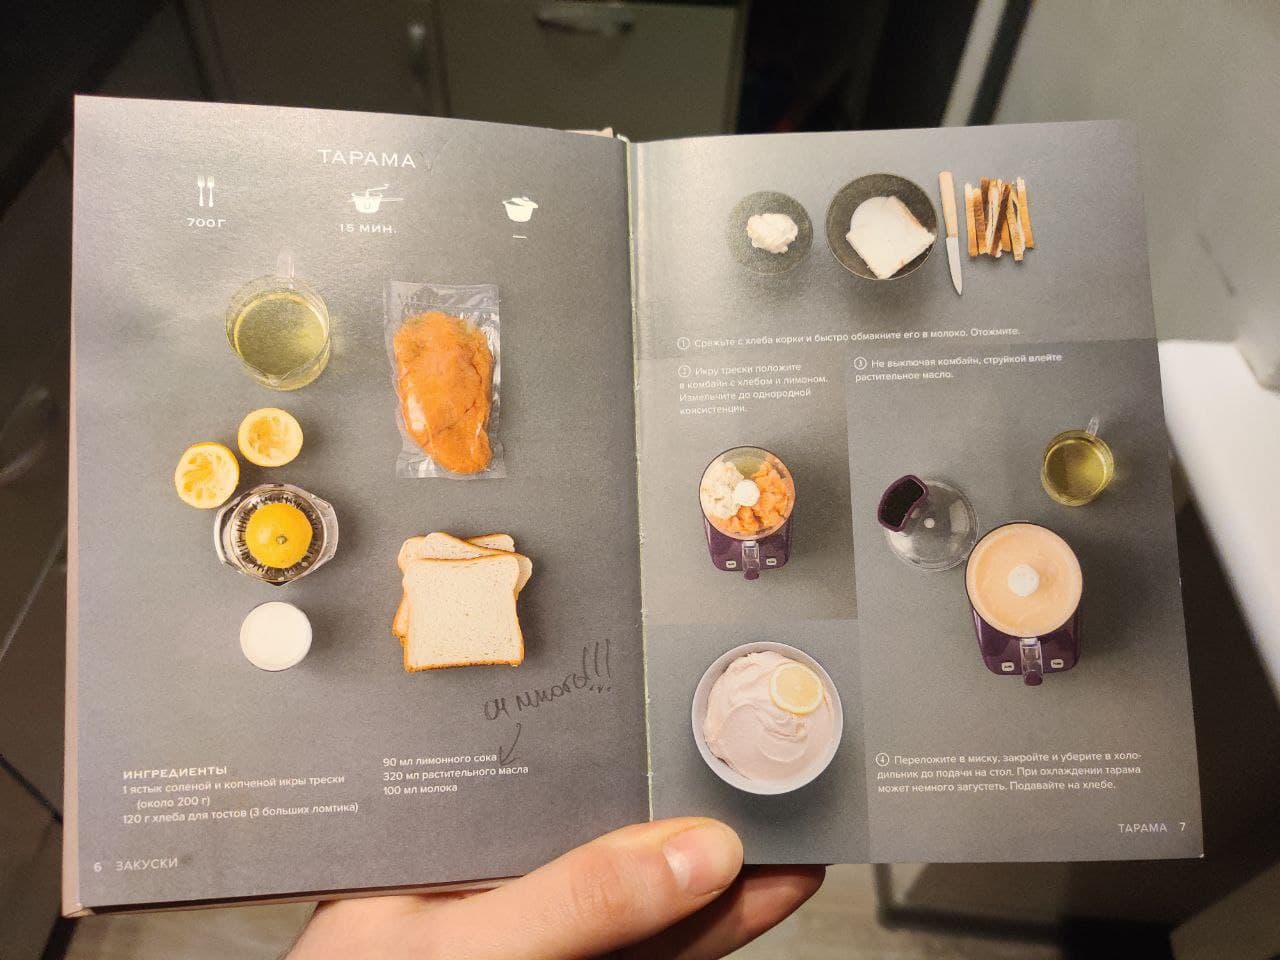 ТАРАМА
700 Г
15 МИН.
—
много!!!
ИНГРЕДИЕНТЫ
1 ястык соленой и копченой икры трески
(около 200 г)
120 г хлеба для тостов (3 больших ломтика)
90 мл лимонного сока
320 мл растительного масла
100 мл молока
6 ЗАКУСКИ
1 Срежьте с хлеба корки и быстро обмакните его в молоко. Отожмите.
2 Икру трески положите
в комбайн с хлебом и лимоном.
Измельчите до однородной
консистенции.
3 Не выключая комбайн, струйкой влейте
растительное масло.
4 Переложите в миску, закройте и уберите в холо-
дильник до подачи на стол. При охлаждении тарама
может немного загустеть. Подавайте на хлебе.
ТАРАМА 7